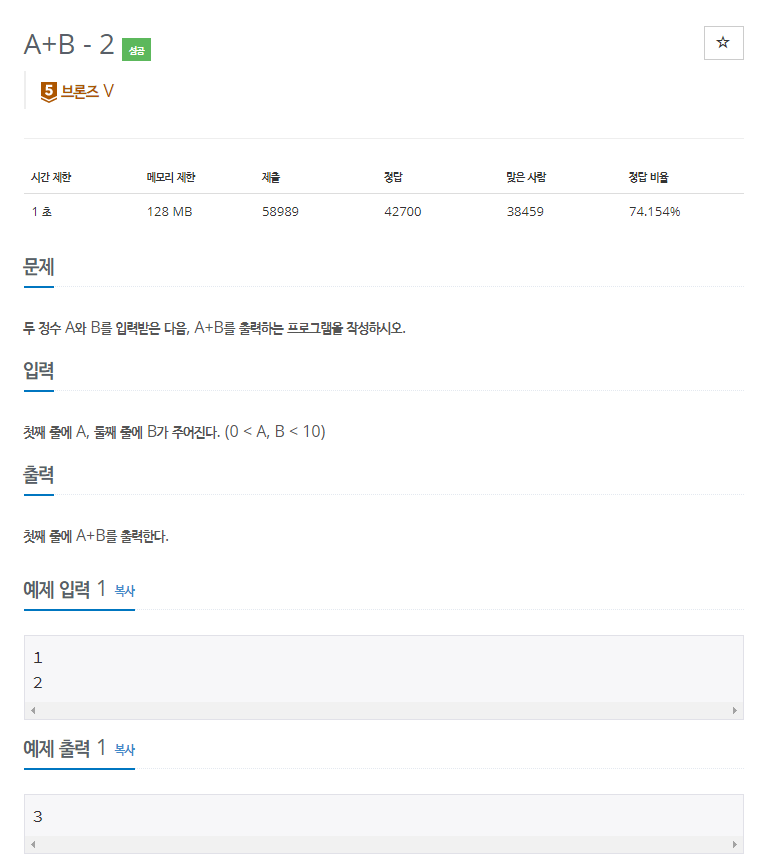 A+B - 2 성공
☆
5 브론즈 V
시간 제한 메모리 제한 제출 정답 맞은 사람 정답 비율
1 초 128 MB 58989 42700 38459 74.154%
문제
두 정수 A와 B를 입력받은 다음, A+B를 출력하는 프로그램을 작성하시오.
입력
첫째 줄에 A, 둘째 줄에 B가 주어진다. (0 < A, B < 10)
출력
첫째 줄에 A+B를 출력한다.
예제 입력 1 복사
1
2
예제 출력 1 복사
3